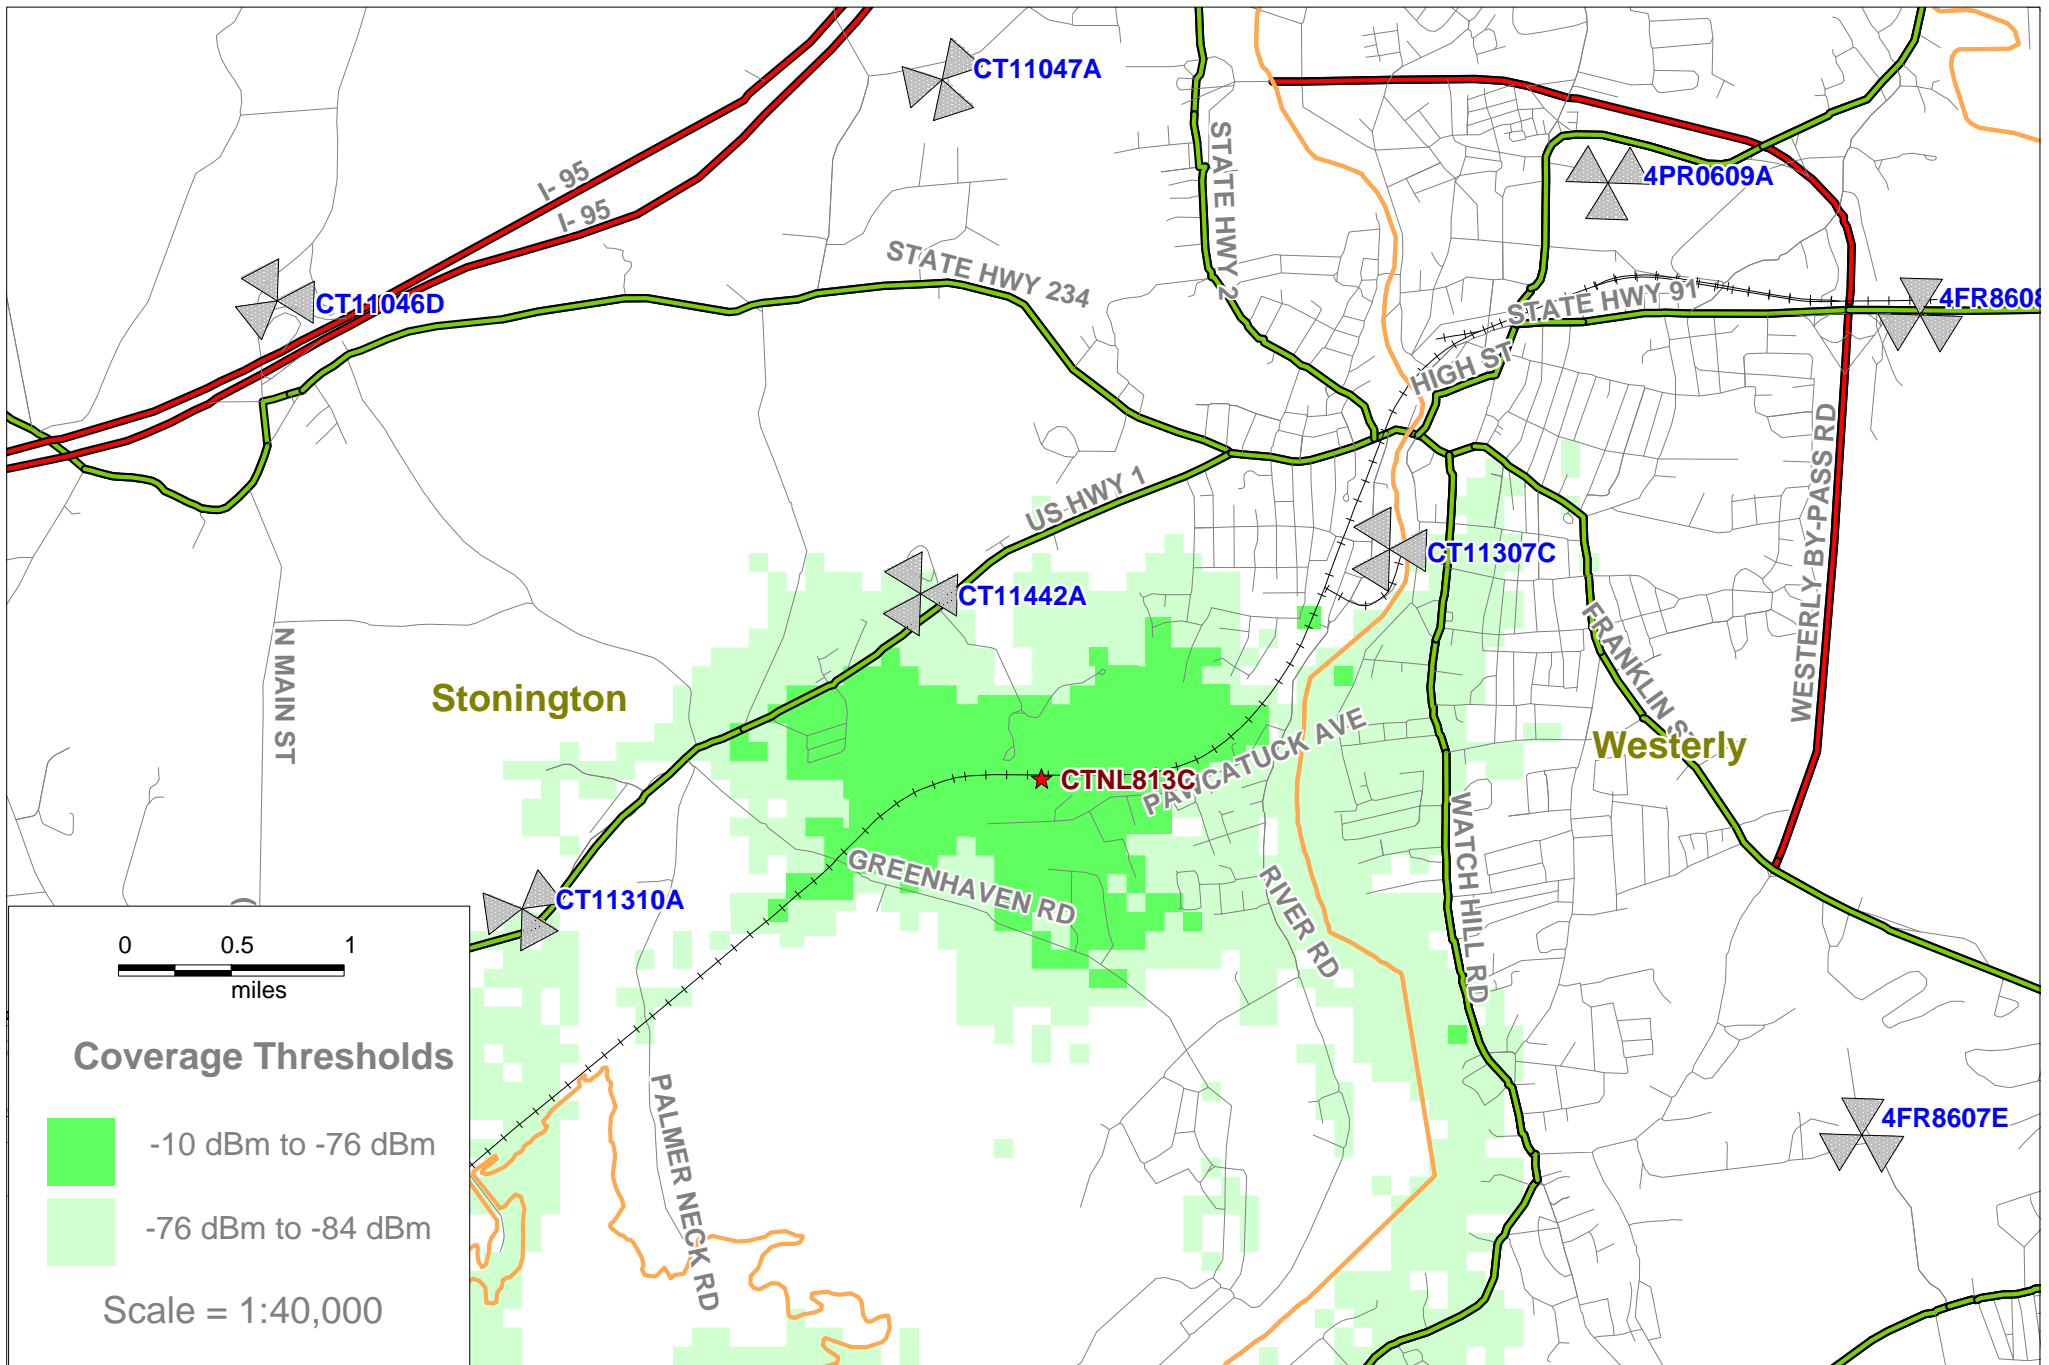 CT11047A
I- 95
I- 95
STATE HWY 2
4PR0609A
CT11046D
STATE HWY 234
STATE HWY 91
4FR8608
HIGH ST
US HWY 1
WESTERLY BY-PASS RD
CT11307C
CT11442A
N MAIN ST
Stonington
FRANKLIN S
Westerly
CTNL813C
PAWCATUCK AVE
WATCH HILL RD
GREENHAVEN RD
RIVER RD
CT11310A
0 0.5 1
miles
Coverage Thresholds
-10 dBm to -76 dBm
-76 dBm to -84 dBm
Scale = 1:40,000
PALMER NECK RD
4FR8607E